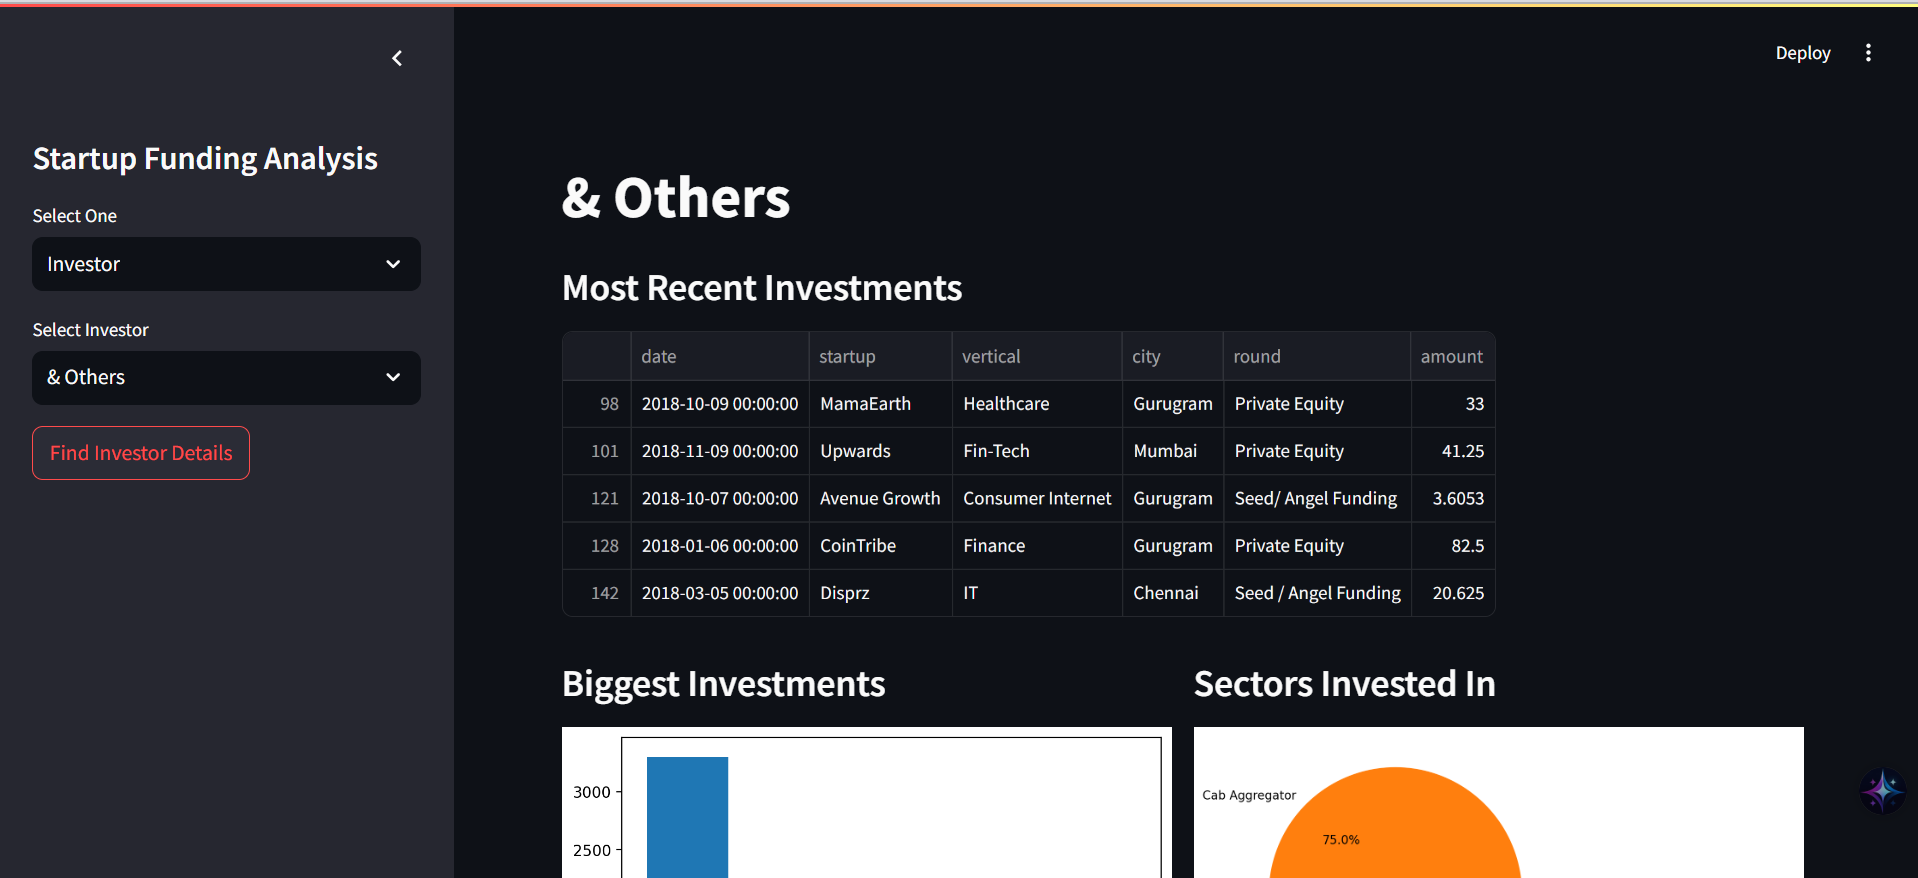 Deploy
Startup Funding Analysis
Select One
Investor
Select Investor
& Others
Find Investor Details
& Others
Most Recent Investments
date startup vertical city round amount
98 2018-10-09 00:00:00 MamaEarth Healthcare Gurugram Private Equity 33
101 2018-11-09 00:00:00 Upwards Fin-Tech Mumbai Private Equity 41.25
121 2018-10-07 00:00:00 Avenue Growth Consumer Internet Gurugram Seed/ Angel Funding 3.6053
128 2018-01-06 00:00:00 CoinTribe Finance Gurugram Private Equity 82.5
142 2018-03-05 00:00:00 Disprz IT Chennai Seed / Angel Funding 20.625
Biggest Investments
3000
2500
Sectors Invested In
Cab Aggregator
75.0%